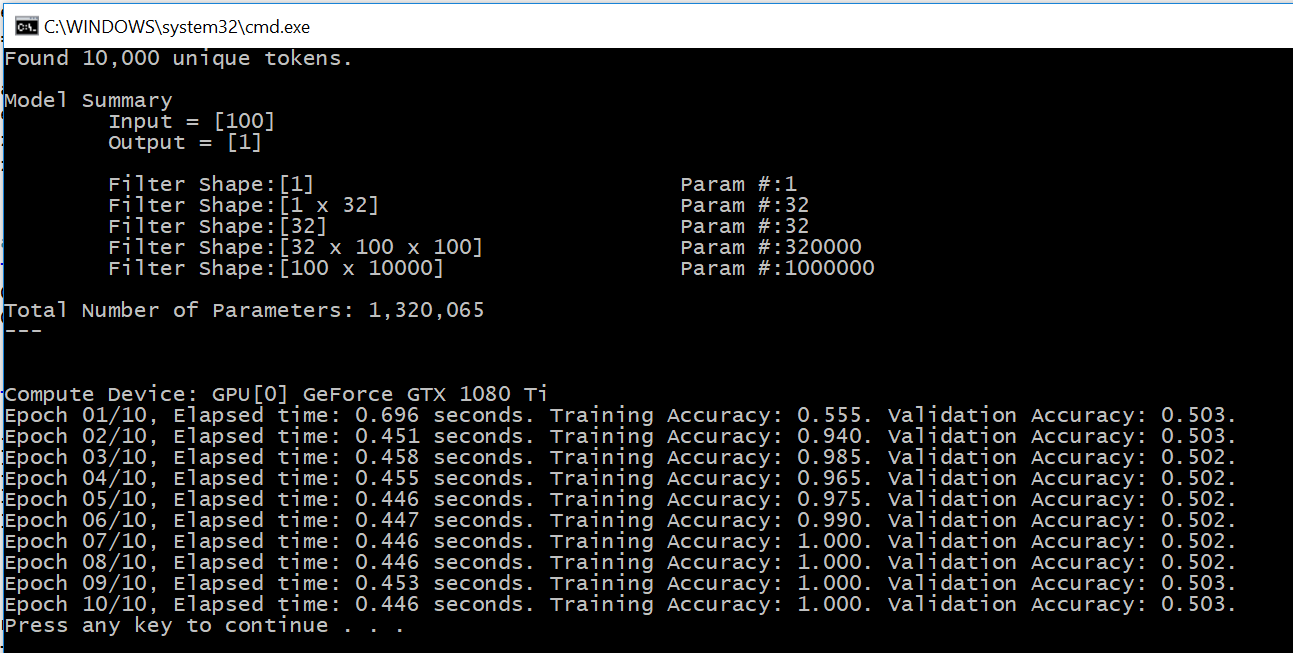 C:\WINDOWS\system32\cmd.exe
Found 10,000 unique tokens.
Model Summary
Input = [100]
Output = [1]
Filter Shape:[1] Param #:1
Filter Shape:[1 x 32] Param #:32
Filter Shape:[32] Param #:32
Filter Shape:[32 x 100 x 100] Param #:320000
Filter Shape:[100 x 10000] Param #:1000000
Total Number of Parameters: 1,320,065
---
Compute Device: GPU[0] GeForce GTX 1080 Ti
Epoch 01/10, Elapsed time: 0.696 seconds. Training Accuracy: 0.555. Validation Accuracy: 0.503.
Epoch 02/10, Elapsed time: 0.451 seconds. Training Accuracy: 0.940. Validation Accuracy: 0.503.
Epoch 03/10, Elapsed time: 0.458 seconds. Training Accuracy: 0.985. Validation Accuracy: 0.502.
Epoch 04/10, Elapsed time: 0.455 seconds. Training Accuracy: 0.965. Validation Accuracy: 0.502.
Epoch 05/10, Elapsed time: 0.446 seconds. Training Accuracy: 0.975. Validation Accuracy: 0.502.
Epoch 06/10, Elapsed time: 0.447 seconds. Training Accuracy: 0.990. Validation Accuracy: 0.502.
Epoch 07/10, Elapsed time: 0.446 seconds. Training Accuracy: 1.000. Validation Accuracy: 0.502.
Epoch 08/10, Elapsed time: 0.446 seconds. Training Accuracy: 1.000. Validation Accuracy: 0.502.
Epoch 09/10, Elapsed time: 0.453 seconds. Training Accuracy: 1.000. Validation Accuracy: 0.503.
Epoch 10/10, Elapsed time: 0.446 seconds. Training Accuracy: 1.000. Validation Accuracy: 0.503.
Press any key to continue . . .